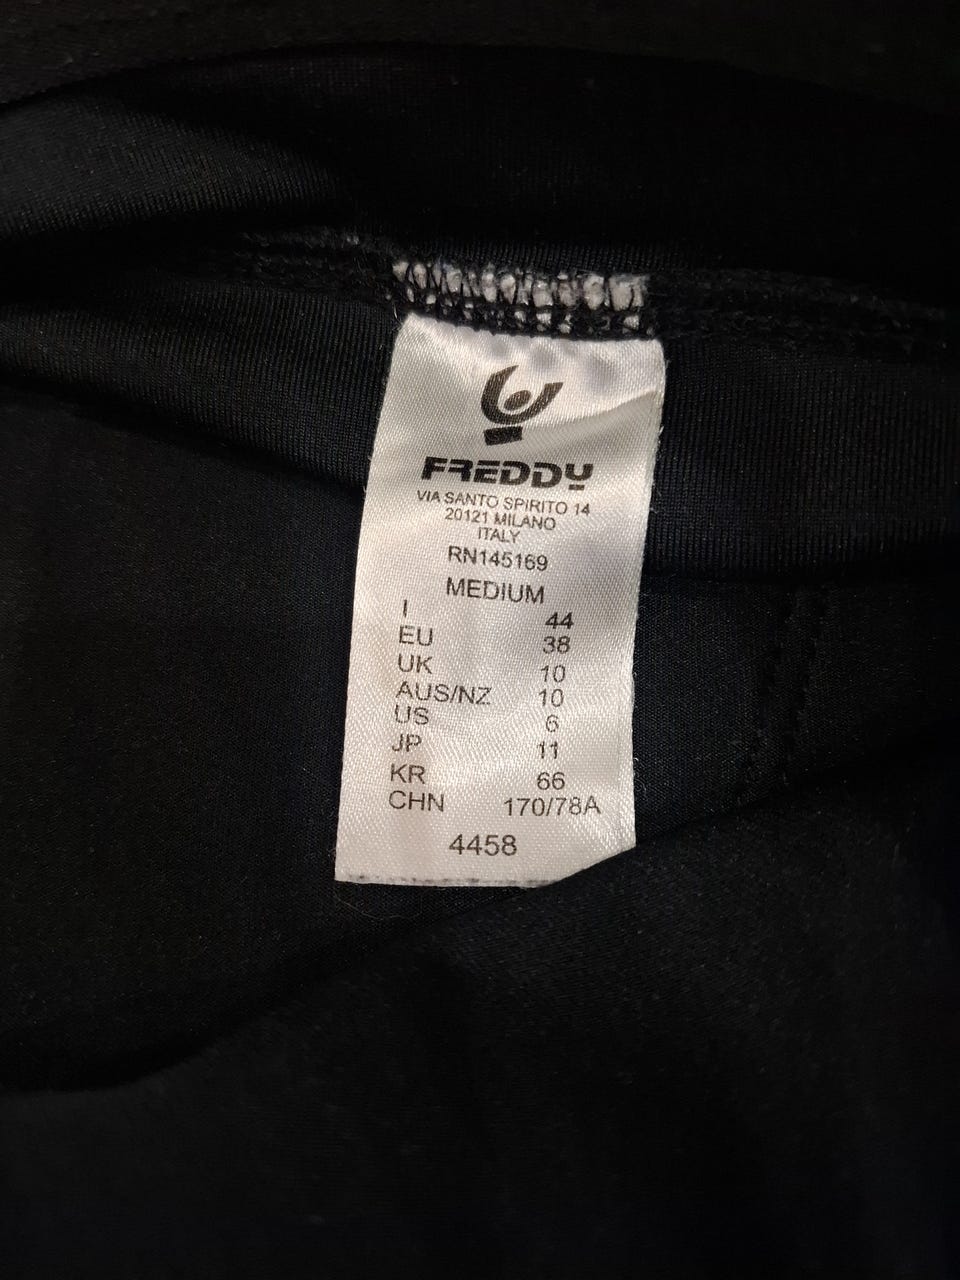 FREDDY
VIA SANTO SPIRITO 14
20121 MILANO
ITALY
RN145169
MEDIUM
I 44
EU 38
UK 10
AUS/NZ 10
US 6
JP 11
KR 66
CHN 170/78A
4458